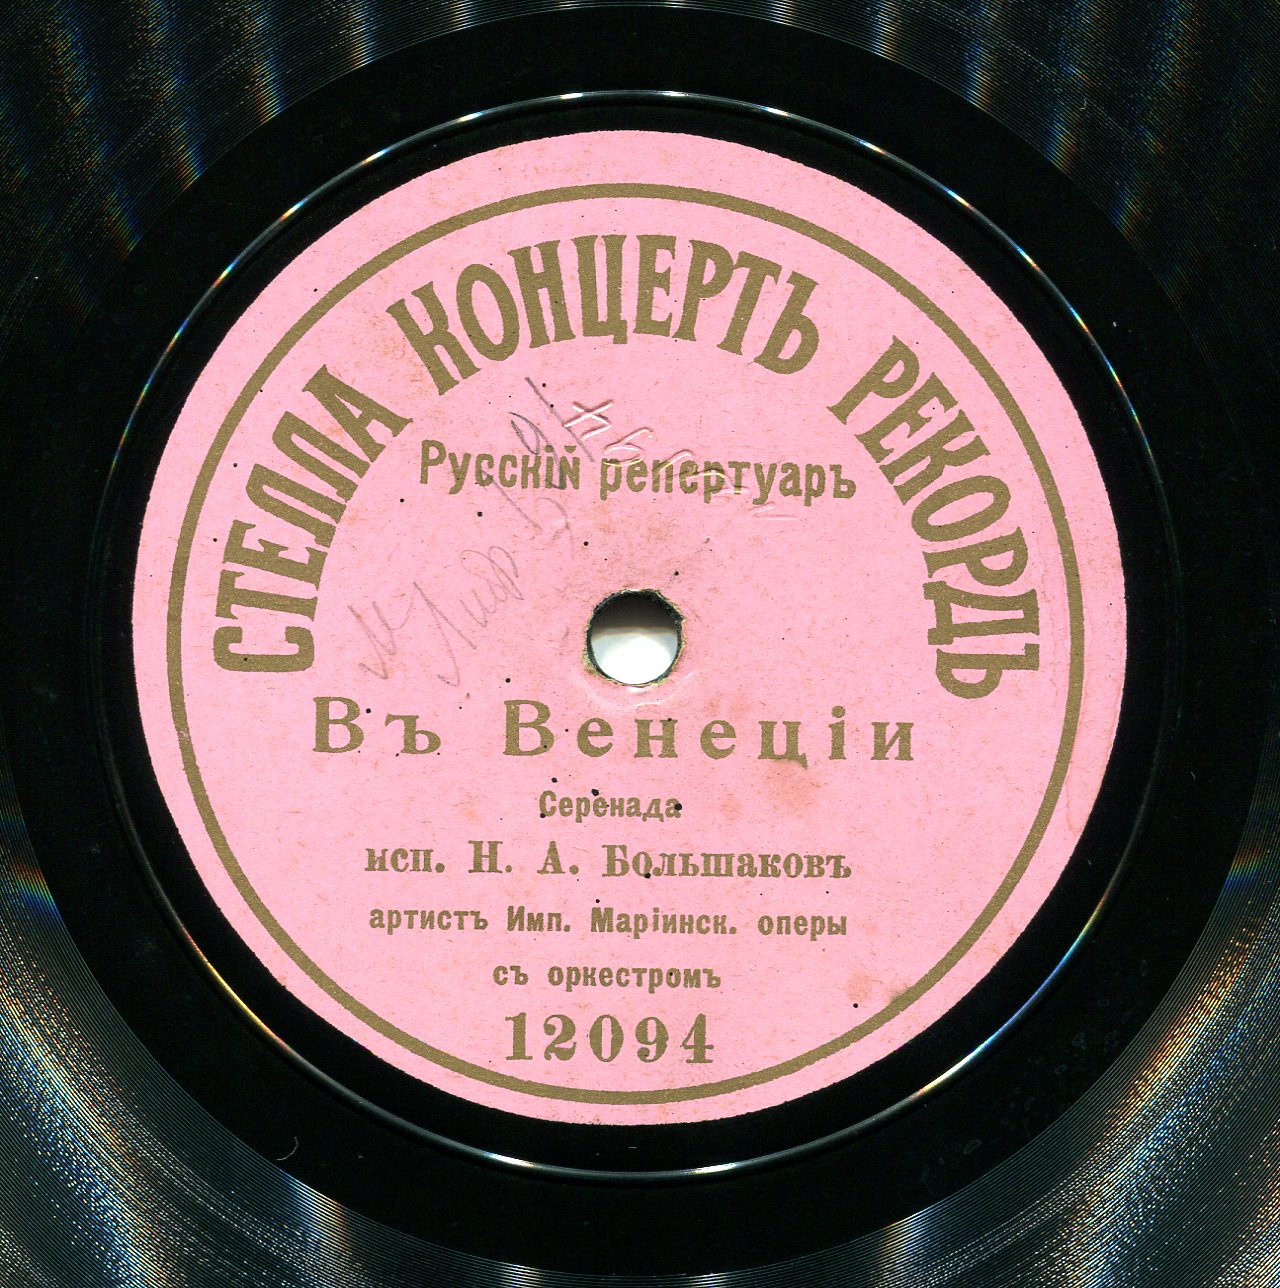 СТЕЛЛА КОНЦЕРТЪ РЕКОРДЪ
Русскій репертуаръ
Въ Венеціи
Серенада
исп. Н. А. Большаковъ
артистъ Имп. Маріинск. оперы
съ оркестромъ
12094